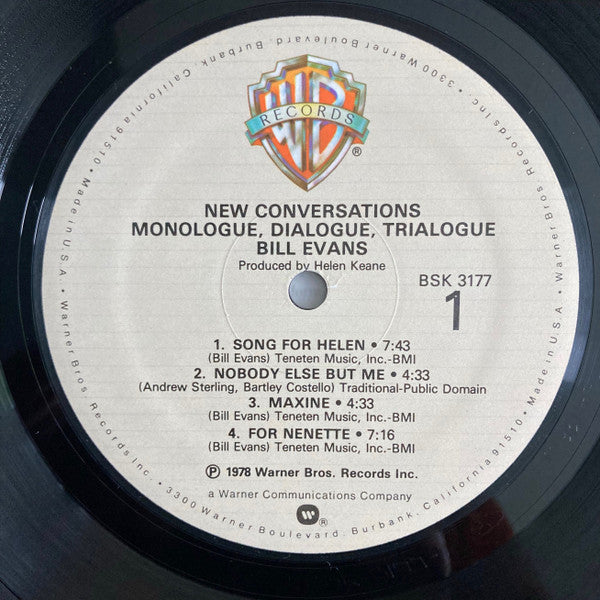 WB
RECORDS
®
NEW CONVERSATIONS
MONOLOGUE, DIALOGUE, TRIALOGUE
BILL EVANS
Produced by Helen Keane
BSK 3177
1
1. SONG FOR HELEN • 7:43
(Bill Evans) Teneten Music, Inc.-BMI
2. NOBODY ELSE BUT ME • 4:33
(Andrew Sterling, Bartley Costello) Traditional-Public Domain
3. MAXINE • 4:33
(Bill Evans) Teneten Music, Inc.-BMI
4. FOR NENETTE • 7:16
(Bill Evans) Teneten Music, Inc.-BMI
℗ 1978 Warner Bros. Records Inc.
a Warner Communications Company
®
Warner Bros. Records Inc. • 3300 Warner Boulevard, Burbank, California 91510 • Made in U.S.A. •
Warner Bros. Records Inc. • 3300 Warner Boulevard, Burbank, California 91510 • Made in U.S.A. •